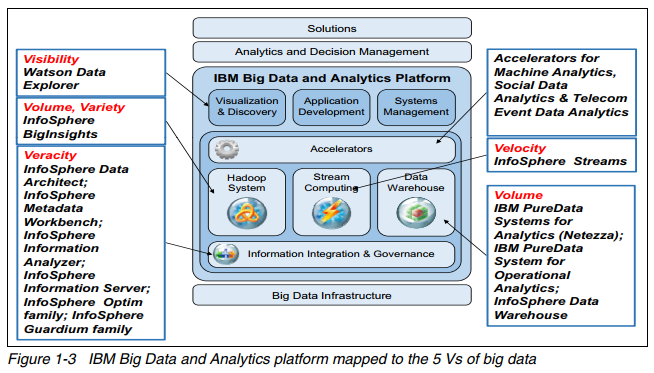 Solutions
Analytics and Decision Management
IBM Big Data and Analytics Platform
Visualization
& Discovery
Application
Development
Systems
Management
Accelerators
Hadoop
System
Stream
Computing
Data
Warehouse
Information Integration & Governance
Big Data Infrastructure
Visibility
Watson Data
Explorer
Volume, Variety
InfoSphere
BigInsights
Veracity
InfoSphere Data
Architect;
InfoSphere
Metadata
Workbench;
InfoSphere
Information
Analyzer;
InfoSphere
Information Server;
InfoSphere Optim
family; InfoSphere
Guardium family
Accelerators for
Machine Analytics,
Social Data
Analytics & Telecom
Event Data Analytics
Velocity
InfoSphere Streams
Volume
IBM PureData
Systems for
Analytics (Netezza);
IBM PureData
System for
Operational
Analytics;
InfoSphere Data
Warehouse
Figure 1-3 IBM Big Data and Analytics platform mapped to the 5 Vs of big data